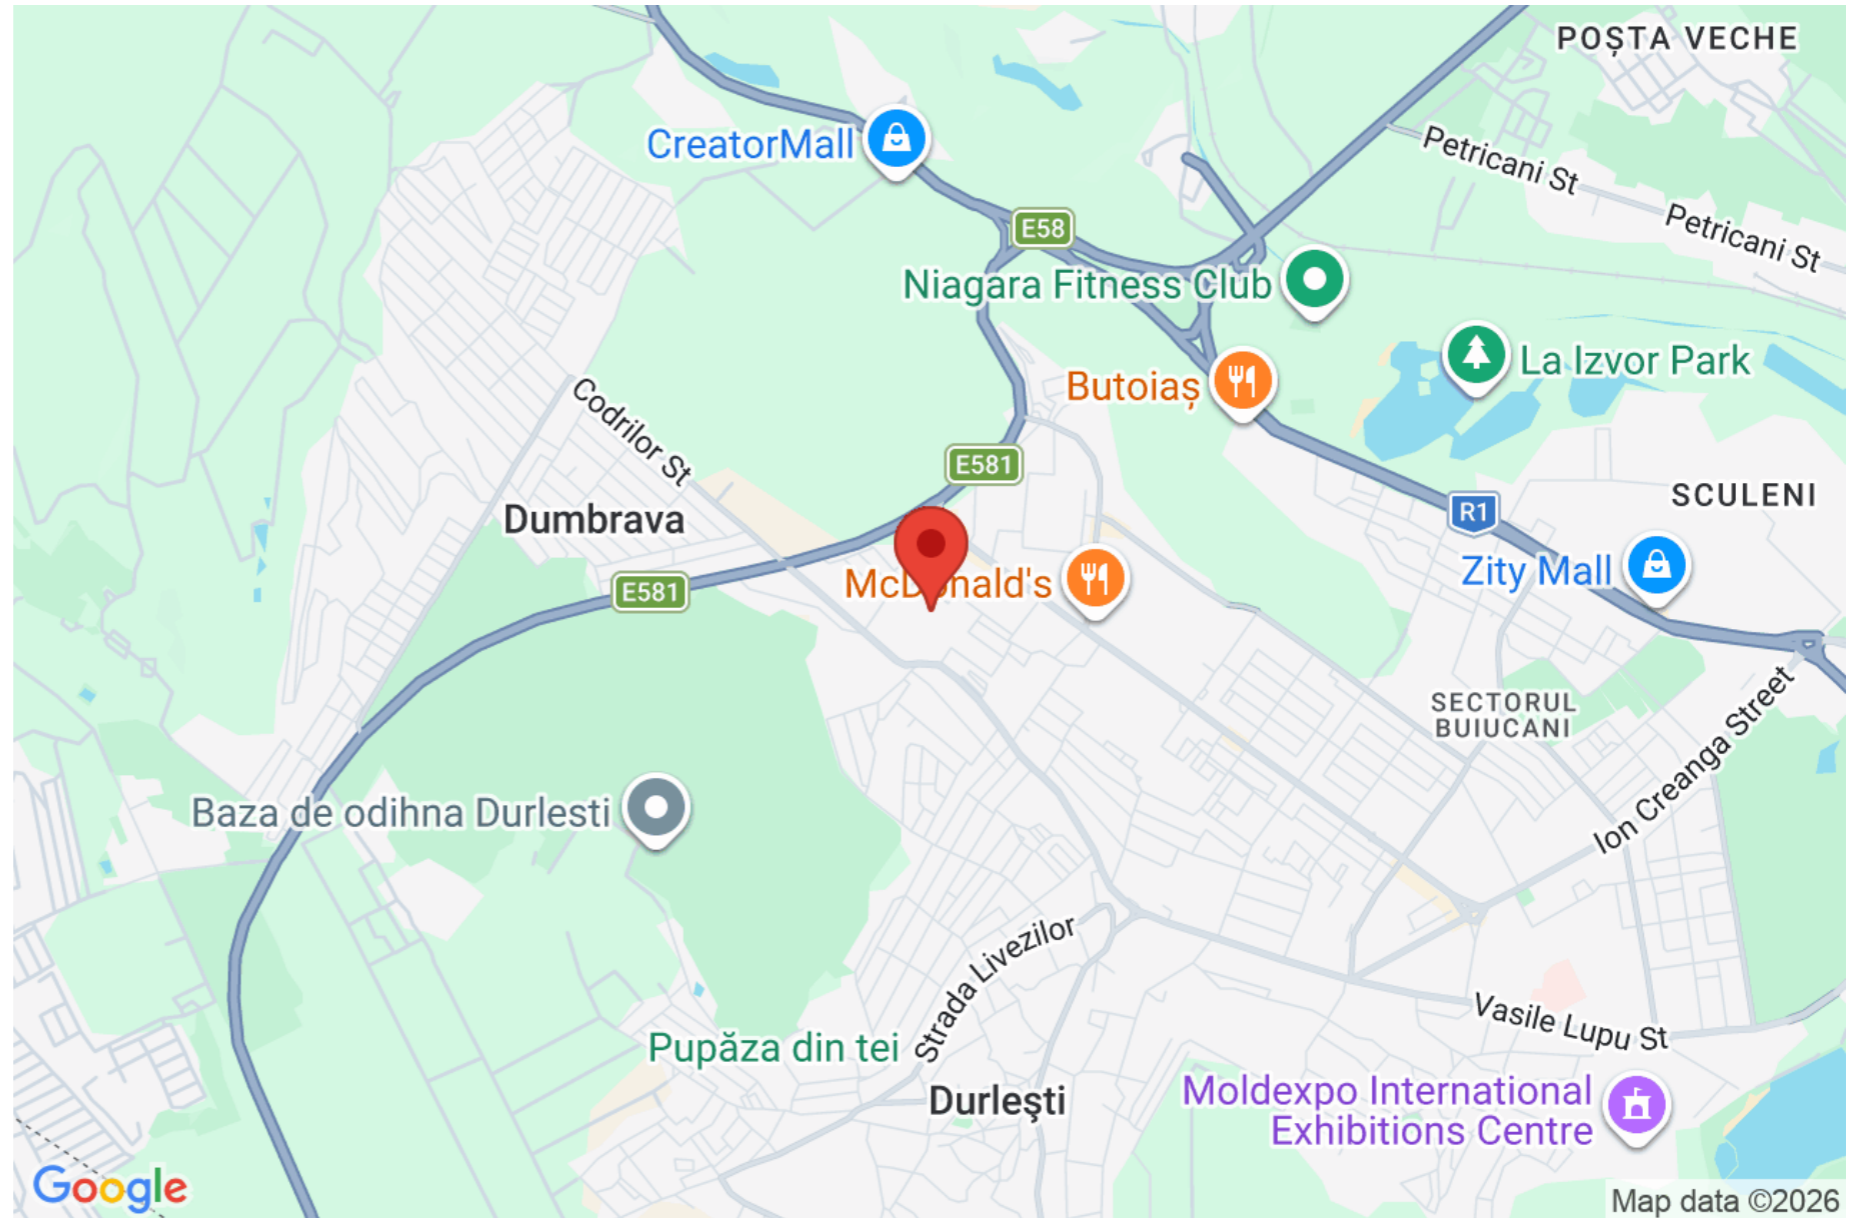 POȘTA VECHE
CreatorMall
Petricani St
Petricani St
E58
Niagara Fitness Club
La Izvor Park
Butoiaș
Codrilor St
E581
SCULENI
Dumbrava
R1
Zity Mall
McDonald's
E581
SECTORUL
BUIUCANI
Ion Creanga Street
Baza de odihna Durlesti
Strada Livezilor
Vasile Lupu St
Pupăza din tei
Durleşti
Moldexpo International
Exhibitions Centre
Google
Map data ©2026